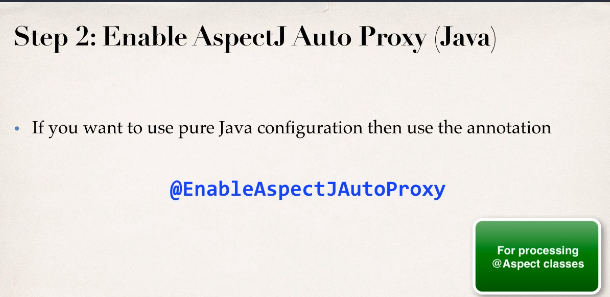 Step 2: Enable AspectJ Auto Proxy (Java)
• If you want to use pure Java configuration then use the annotation
@EnableAspectJAutoProxy
For processing
@Aspect classes